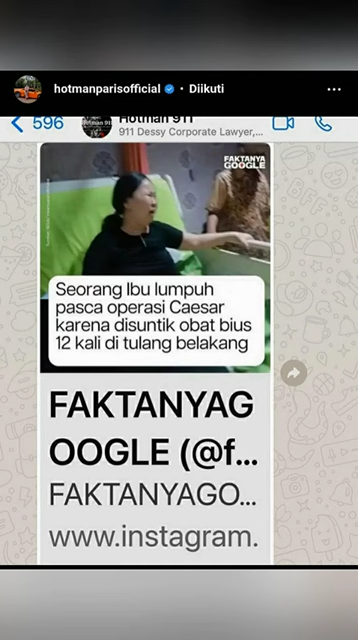 hotmanparisofficial • Diikuti
596
Hotman 911
911 Dessy Corporate Lawyer,...
FAKTANYA
GOOGLE
Seorang Ibu lumpuh
pasca operasi Caesar
karena disuntik obat bius
12 kali di tulang belakang
FAKTANYAG
OOGLE (@f...
FAKTANYAGO...
www.instagram.